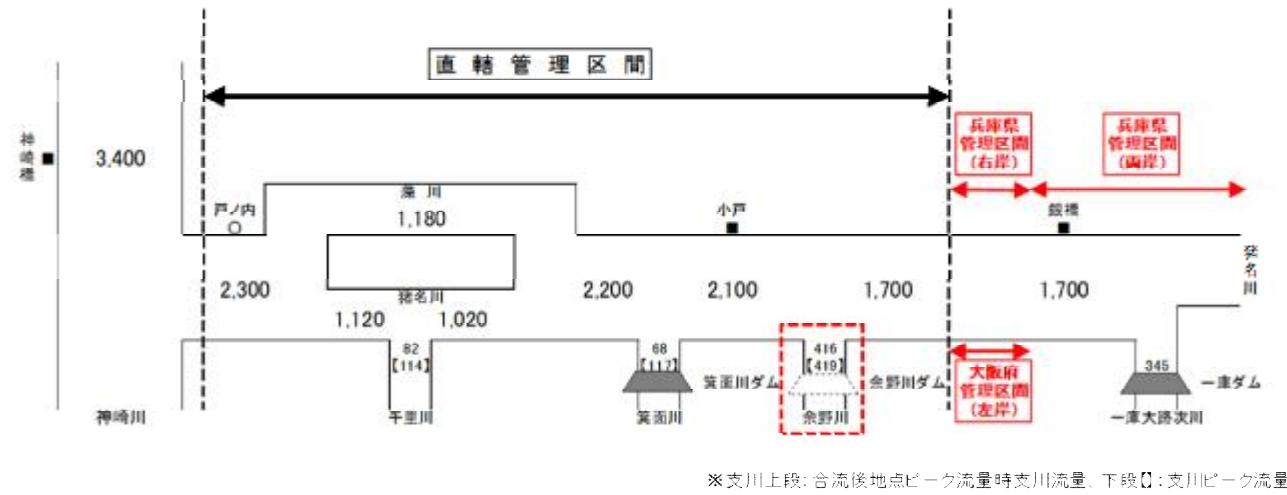 直轄管理区間
兵庫県
管理区間
(右岸)
兵庫県
管理区間
(両岸)
神崎橋
3,400
藻川
1,180
戸ノ内
小戸
銀橋
猪名川
2,300
猪名川
2,200
2,100
1,700
1,700
1,120
1,020
82
【114】
68
【117】
416
【419】
345
箕面川ダム
余野川ダム
一庫ダム
大阪府
管理区間
(左岸)
神崎川
千里川
箕面川
余野川
一庫大路次川
※支川上段:合流後地点ピーク流量時支川流量、下段【】:支川ピーク流量